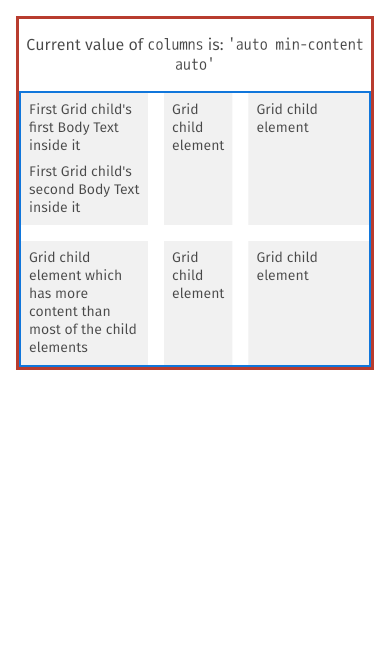 Current value of columns is: 'auto min-content
auto'
First Grid child's
first Body Text
inside it
First Grid child's
second Body Text
inside it
Grid
child
element
Grid child
element
Grid child
element which
has more
content than
most of the child
elements
Grid
child
element
Grid child
element